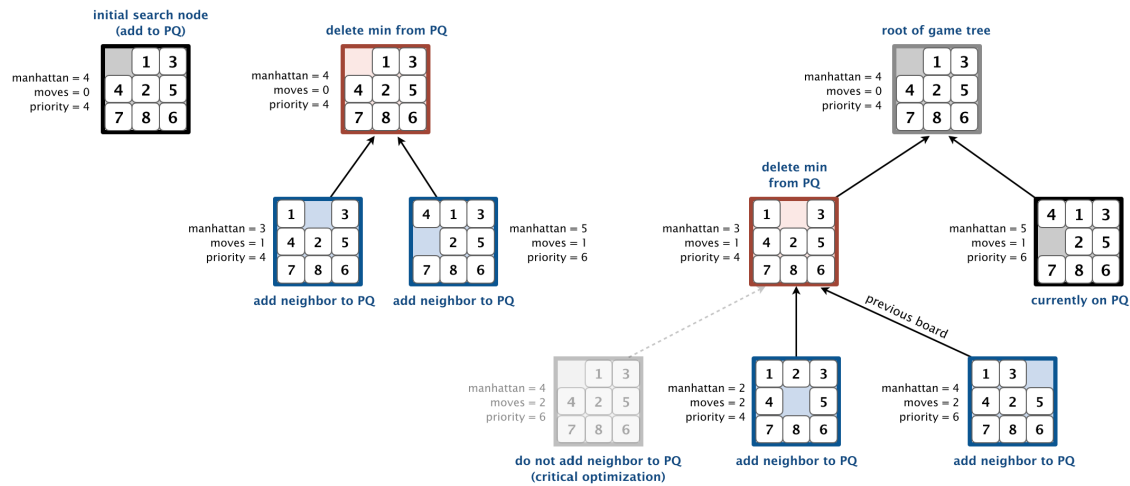 initial search node
(add to PQ)
manhattan = 4
moves = 0
priority = 4
1 3
4 2 5
7 8 6
delete min from PQ
manhattan = 4
moves = 0
priority = 4
1 3
4 2 5
7 8 6
manhattan = 3
moves = 1
priority = 4
1 3
4 2 5
7 8 6
add neighbor to PQ
4 1 3
2 5
7 8 6
manhattan = 5
moves = 1
priority = 6
add neighbor to PQ
root of game tree
manhattan = 4
moves = 0
priority = 4
1 3
4 2 5
7 8 6
delete min
from PQ
manhattan = 3
moves = 1
priority = 4
1 3
4 2 5
7 8 6
manhattan = 5
moves = 1
priority = 6
4 1 3
2 5
7 8 6
currently on PQ
previous board
manhattan = 4
moves = 2
priority = 6
1 3
4 2 5
7 8 6
do not add neighbor to PQ
(critical optimization)
manhattan = 2
moves = 2
priority = 4
1 2 3
4 5
7 8 6
add neighbor to PQ
manhattan = 4
moves = 2
priority = 6
1 3
4 2 5
7 8 6
add neighbor to PQ